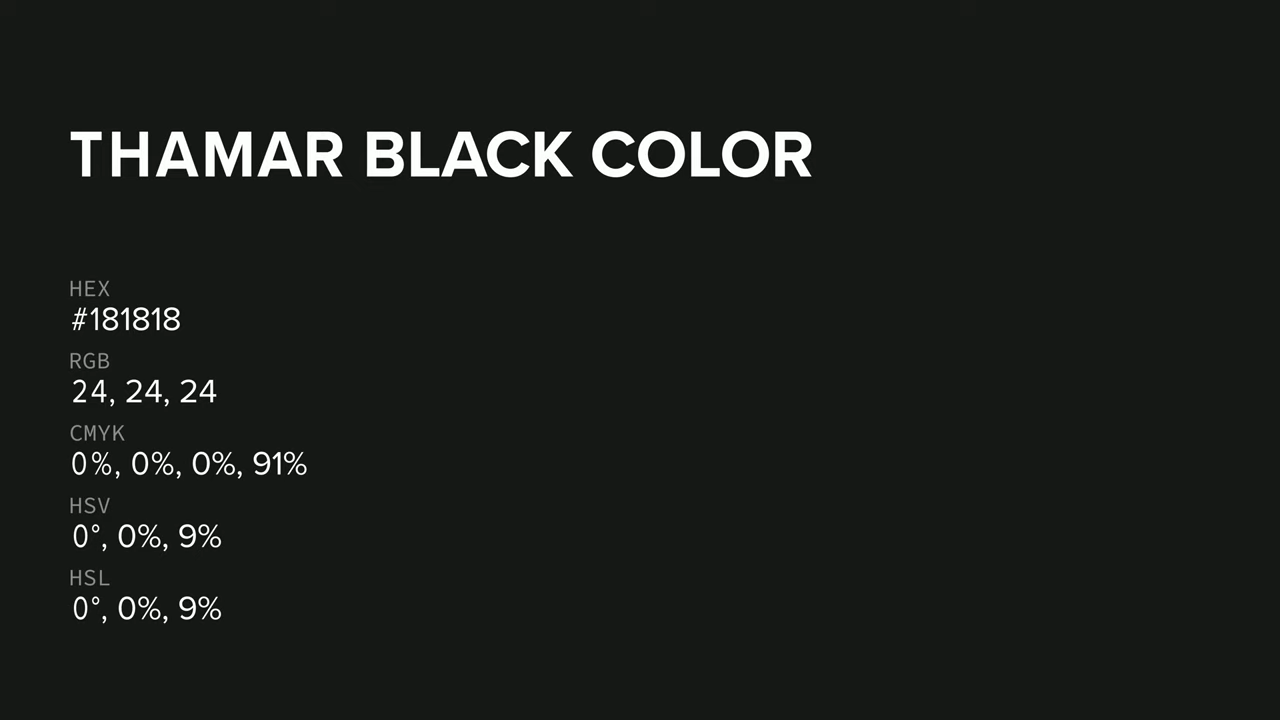 THAMAR BLACK COLOR
HEX
#181818
RGB
24, 24, 24
CMYK
0%, 0%, 0%, 91%
HSV
0°, 0%, 9%
HSL
0°, 0%, 9%